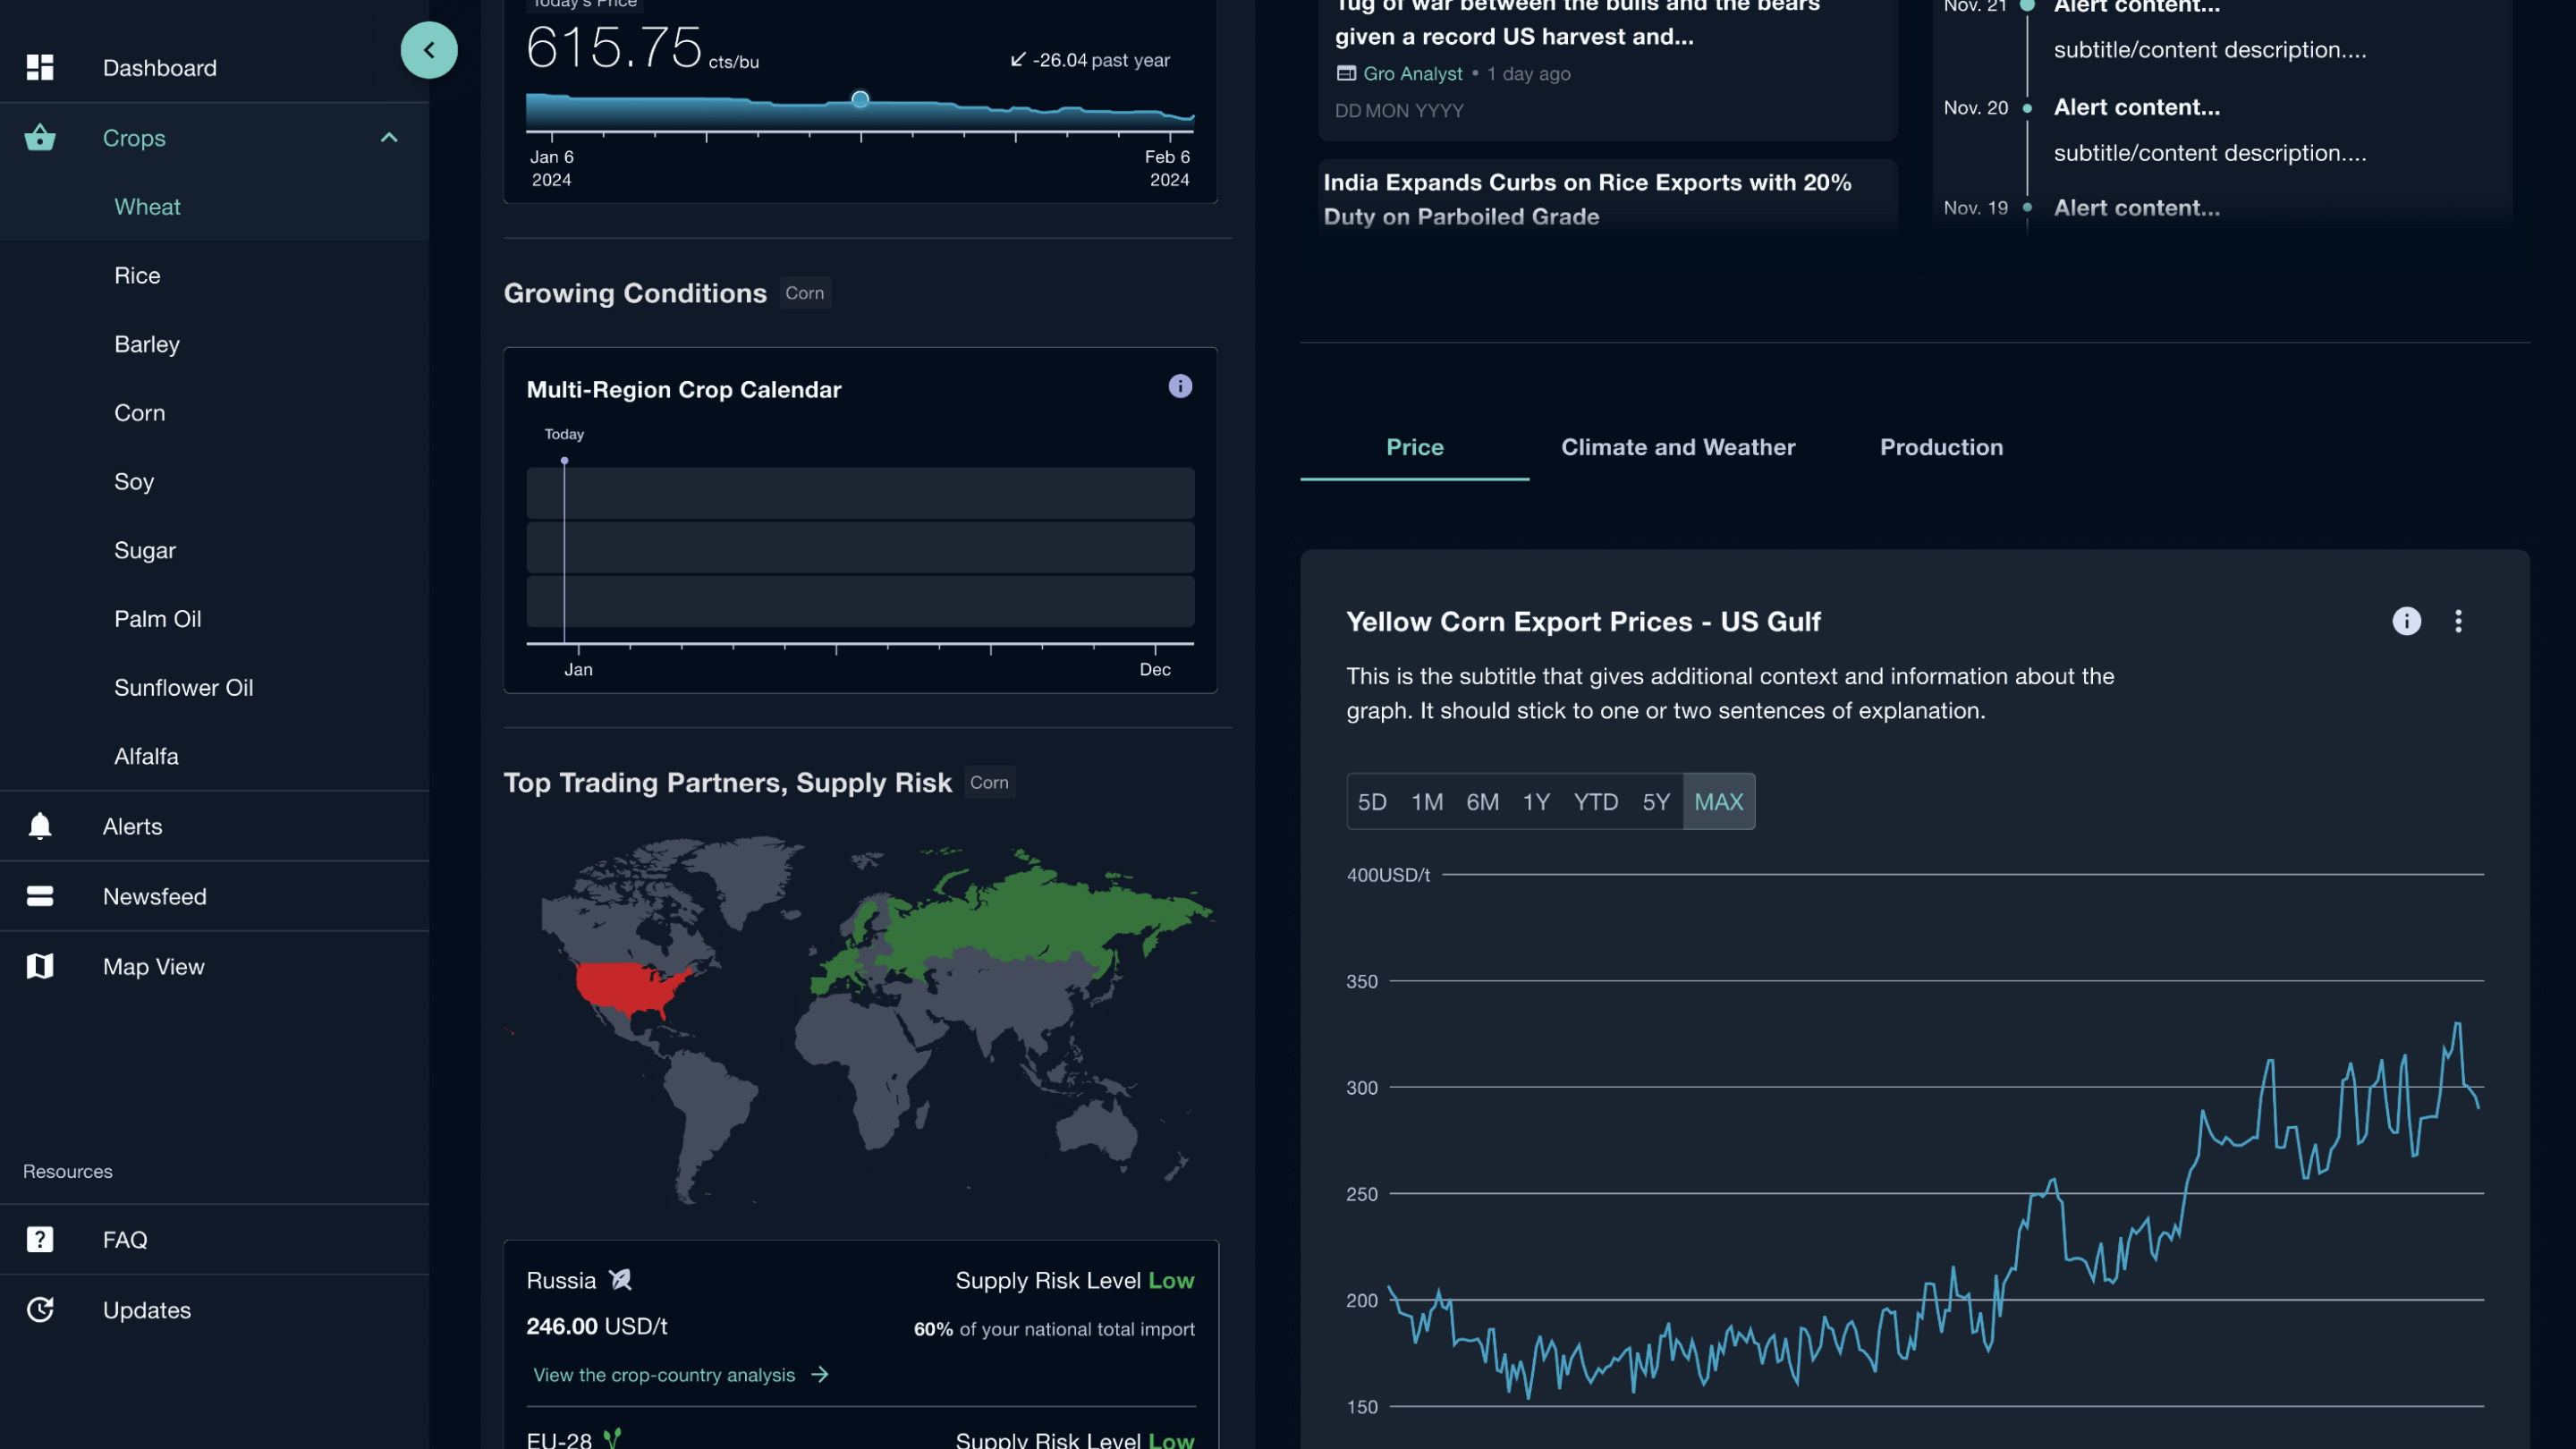 Dashboard
Crops
Wheat
Rice
Barley
Corn
Soy
Sugar
Palm Oil
Sunflower Oil
Alfalfa
Alerts
Newsfeed
Map View
Resources
FAQ
Updates
Today's Price
615.75 cts/bu
-26.04 past year
Jan 6
2024
Feb 6
2024
Growing Conditions Corn
Multi-Region Crop Calendar
Today
Jan
Dec
Top Trading Partners, Supply Risk Corn
Russia
Supply Risk Level Low
246.00 USD/t
60% of your national total import
View the crop-country analysis
EU-28
Supply Risk Level Low
Tug of war between the bulls and the bears
given a record US harvest and...
Gro Analyst • 1 day ago
DD MON YYYY
India Expands Curbs on Rice Exports with 20%
Duty on Parboiled Grade
Nov. 21 Alert content...
subtitle/content description....
Nov. 20 Alert content...
subtitle/content description....
Nov. 19 Alert content...
Price
Climate and Weather
Production
Yellow Corn Export Prices - US Gulf
This is the subtitle that gives additional context and information about the
graph. It should stick to one or two sentences of explanation.
5D 1M 6M 1Y YTD 5Y MAX
400USD/t
350
300
250
200
150